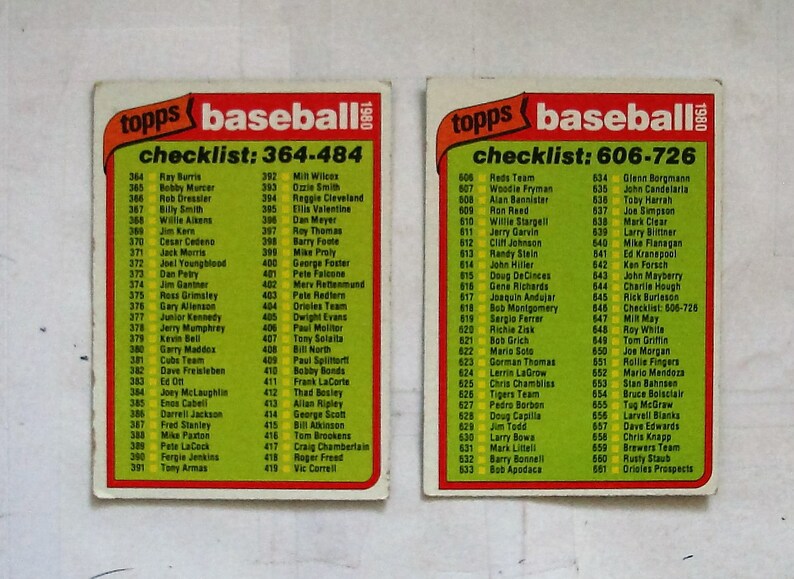 topps baseball 1980
checklist: 364-484
364 Ray Burris
365 Bobby Murcer
366 Rob Dressler
367 Billy Smith
368 Willie Aikens
369 Jim Kern
370 Cesar Cedeno
371 Jack Morris
372 Joel Youngblood
373 Dan Petry
374 Jim Gantner
375 Ross Grimsley
376 Gary Allenson
377 Junior Kennedy
378 Jerry Mumphrey
379 Kevin Bell
380 Garry Maddox
381 Cubs Team
382 Dave Freisleben
383 Ed Ott
384 Joey McLaughlin
385 Enos Cabell
386 Darrell Jackson
387 Fred Stanley
388 Mike Paxton
389 Pete LaCock
390 Fergie Jenkins
391 Tony Armas
392 Milt Wilcox
393 Ozzie Smith
394 Reggie Cleveland
395 Ellis Valentine
396 Dan Meyer
397 Roy Thomas
398 Barry Foote
399 Mike Proly
400 George Foster
401 Pete Falcone
402 Merv Rettenmund
403 Pete Redfern
404 Orioles Team
405 Dwight Evans
406 Paul Molitor
407 Tony Solaita
408 Bill North
409 Paul Splittorff
410 Bobby Bonds
411 Frank LaCorte
412 Thad Bosley
413 Allen Ripley
414 George Scott
415 Bill Atkinson
416 Tom Brookens
417 Craig Chamberlain
418 Roger Freed
419 Vic Correll
topps baseball 1980
checklist: 606-726
606 Reds Team
607 Woodie Fryman
608 Alan Bannister
609 Ron Reed
610 Willie Stargell
611 Jerry Garvin
612 Cliff Johnson
613 Randy Stein
614 John Hiller
615 Doug DeCinces
616 Gene Richards
617 Joaquin Andujar
618 Bob Montgomery
619 Sergio Ferrer
620 Richie Zisk
621 Bob Grich
622 Mario Soto
623 Gorman Thomas
624 Lerrin LaGrow
625 Chris Chambliss
626 Tigers Team
627 Pedro Borbon
628 Doug Capilla
629 Jim Todd
630 Larry Bowa
631 Mark Littell
632 Barry Bonnell
633 Bob Apodaca
634 Glenn Borgmann
635 John Candelaria
636 Toby Harrah
637 Joe Simpson
638 Mark Clear
639 Larry Biittner
640 Mike Flanagan
641 Ed Kranepool
642 Ken Forsch
643 John Mayberry
644 Charlie Hough
645 Rick Burleson
646 Checklist: 606-726
647 Milt May
648 Roy White
649 Tom Griffin
650 Joe Morgan
651 Rollie Fingers
652 Mario Mendoza
653 Stan Bahnsen
654 Bruce Boisclair
655 Tug McGraw
656 Larvell Blanks
657 Dave Edwards
658 Chris Knapp
659 Brewers Team
660 Rusty Staub
661 Orioles Prospects